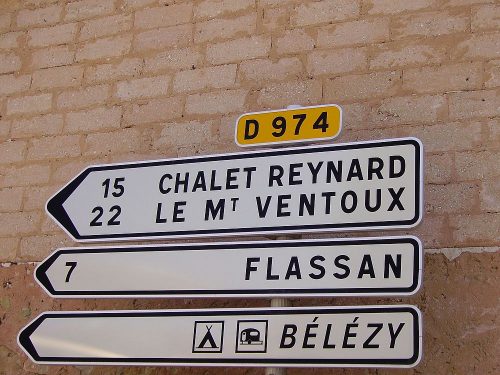 D 974
15 CHALET REYNARD
22 LE Mᵀ VENTOUX
7 FLASSAN
BÉLÉZY